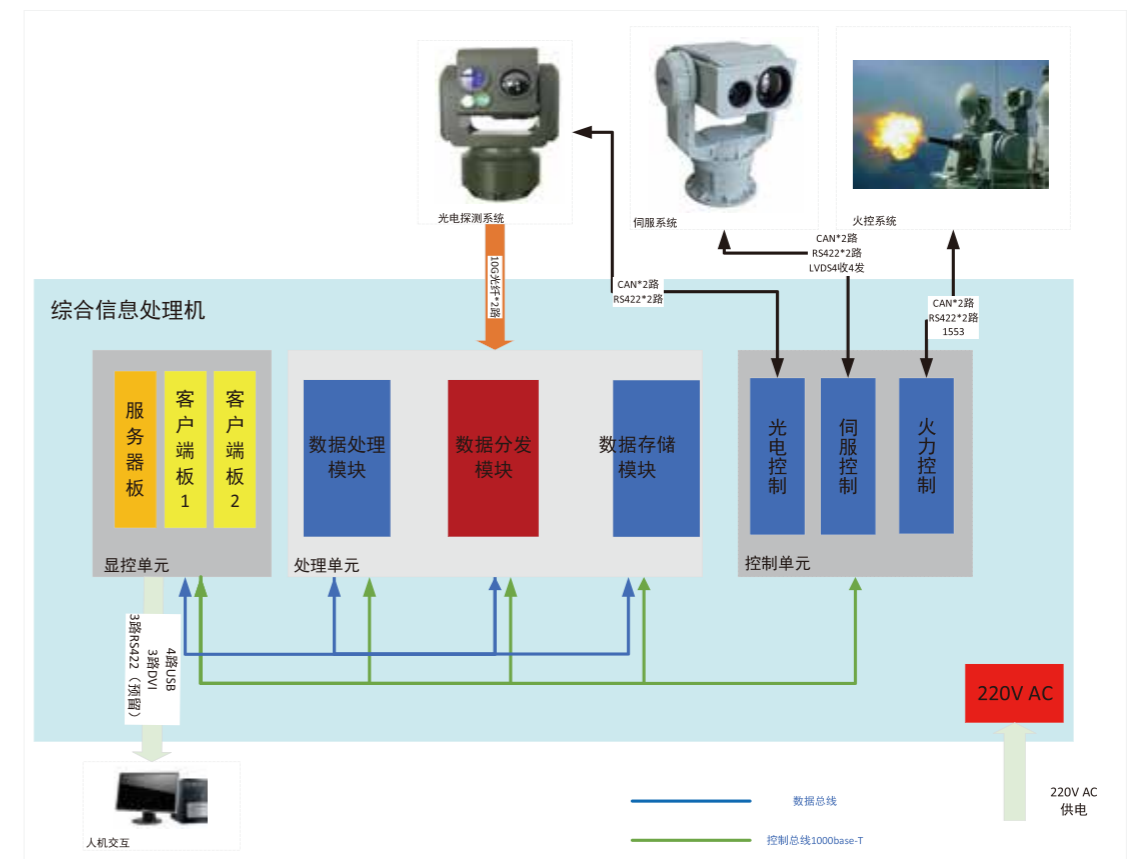 光电探测系统
伺服系统
火控系统
10G光纤*2路
CAN*2路
RS422*2路
CAN*2路
RS422*2路
LVDS4收4发
CAN*2路
RS422*2路
1553
综合信息处理机
服务器板
客户端板1
客户端板2
显控单元
数据处理
模块
数据分发
模块
数据存储
模块
处理单元
光电控制
伺服控制
火力控制
控制单元
4路USB
3路DVI
3路RS422（预留）
220V AC
人机交互
数据总线
控制总线1000base-T
220V AC
供电